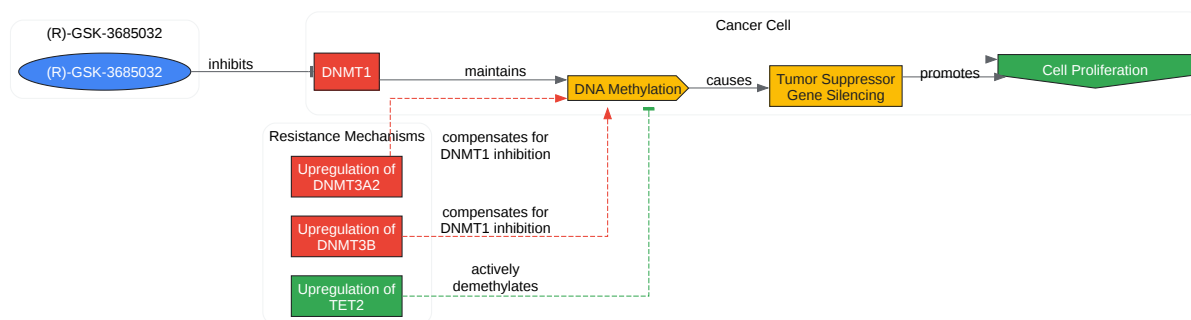 (R)-GSK-3685032
Cancer Cell
(R)-GSK-3685032
inhibits
DNMT1
maintains
DNA Methylation
causes
Tumor Suppressor
Gene Silencing
promotes
Cell Proliferation
Resistance Mechanisms
compensates for
DNMT1 inhibition
Upregulation of
DNMT3A2
compensates for
DNMT1 inhibition
Upregulation of
DNMT3B
actively
demethylates
Upregulation of
TET2